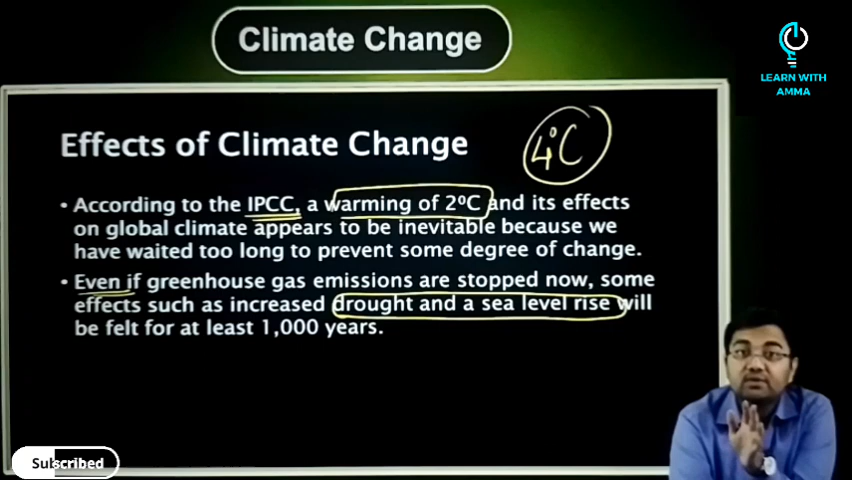 Climate Change
LEARN WITH
AMMA
Effects of Climate Change
4°C
• According to the IPCC, a warming of 2⁰C and its effects
on global climate appears to be inevitable because we
have waited too long to prevent some degree of change.
• Even if greenhouse gas emissions are stopped now, some
effects such as increased drought and a sea level rise will
be felt for at least 1,000 years.
Subscribed